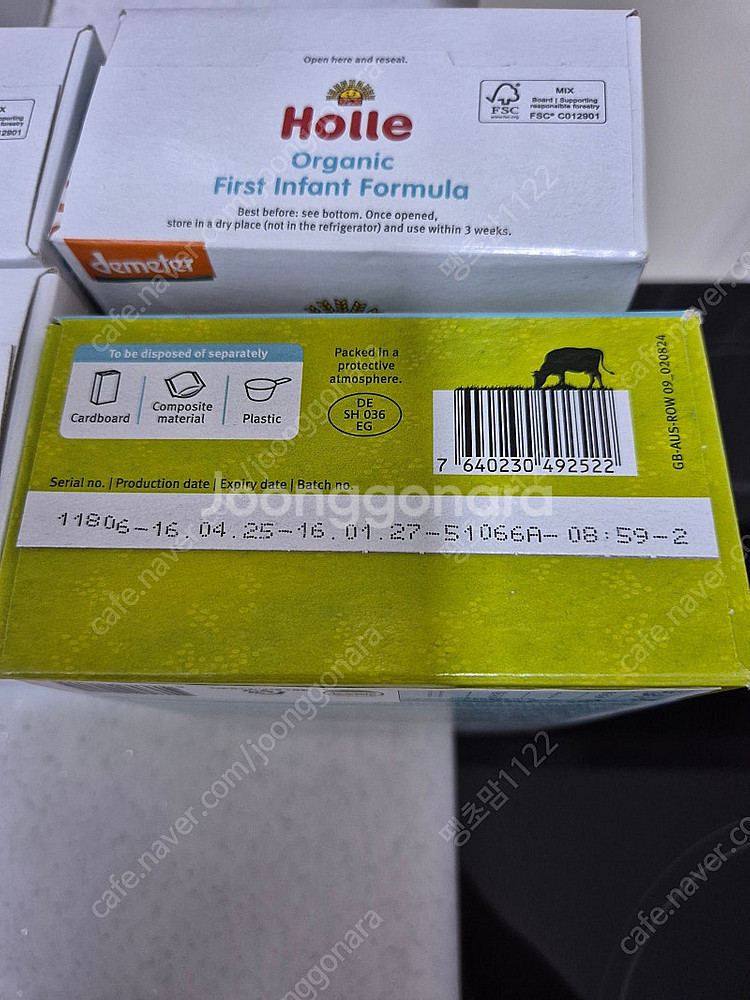 Open here and reseal.
Holle
Organic
First Infant Formula
Best before: see bottom. Once opened,
store in a dry place (not in the refrigerator) and use within 3 weeks.
FSC
MIX
Board | Supporting
responsible forestry
FSC® C012901
demeter
To be disposed of separately
Cardboard
Composite
material
Plastic
Packed in a
protective
atmosphere.
DE
SH 036
EG
7 640230 492522
GB-AUS-ROW 09_020824
Serial no. | Production date | Expiry date | Batch no.
11806-16.04.25-16.01.27-51066A-08:59-2
Joonggonara
cafe.naver.com/joonggonara
맹조맘1122